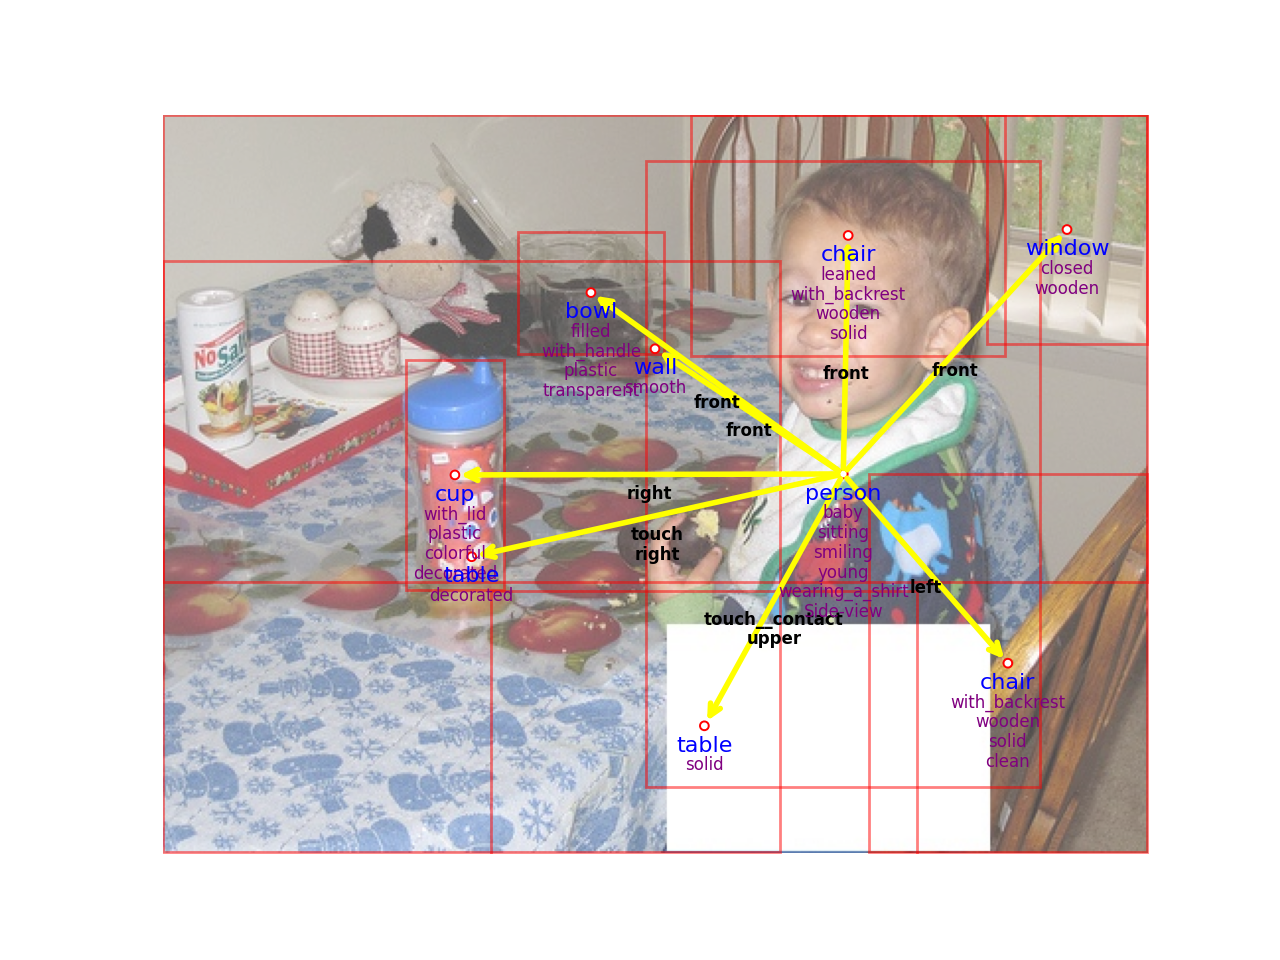 No
Salt
chair
leaned
with_backrest
wooden
solid
window
closed
wooden
bowl
filled
with_handle
plastic
transparent
wall
smooth
front
front
front
front
cup
with_lid
plastic
colorful
decorated
right
person
baby
sitting
smiling
young
wearing_a_shirt
Side-view
touch
right
table
decorated
left
touch__contact
upper
chair
with_backrest
wooden
solid
clean
table
solid